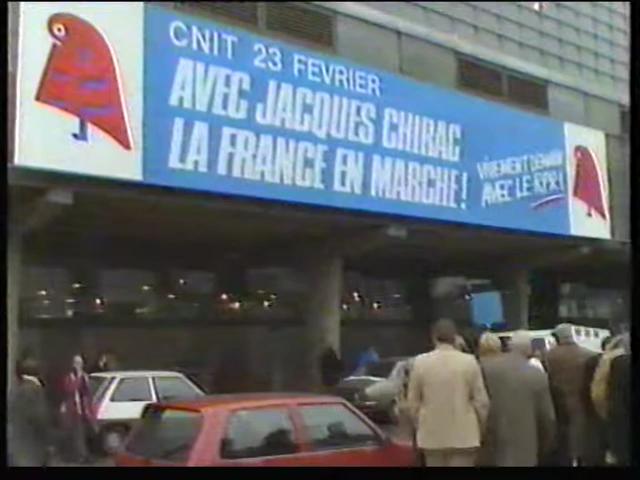 CNIT 23 FEVRIER
AVEC JACQUES CHIRAC
LA FRANCE EN MARCHE!
VIVEMENT DEMAIN
AVEC LE RPR!